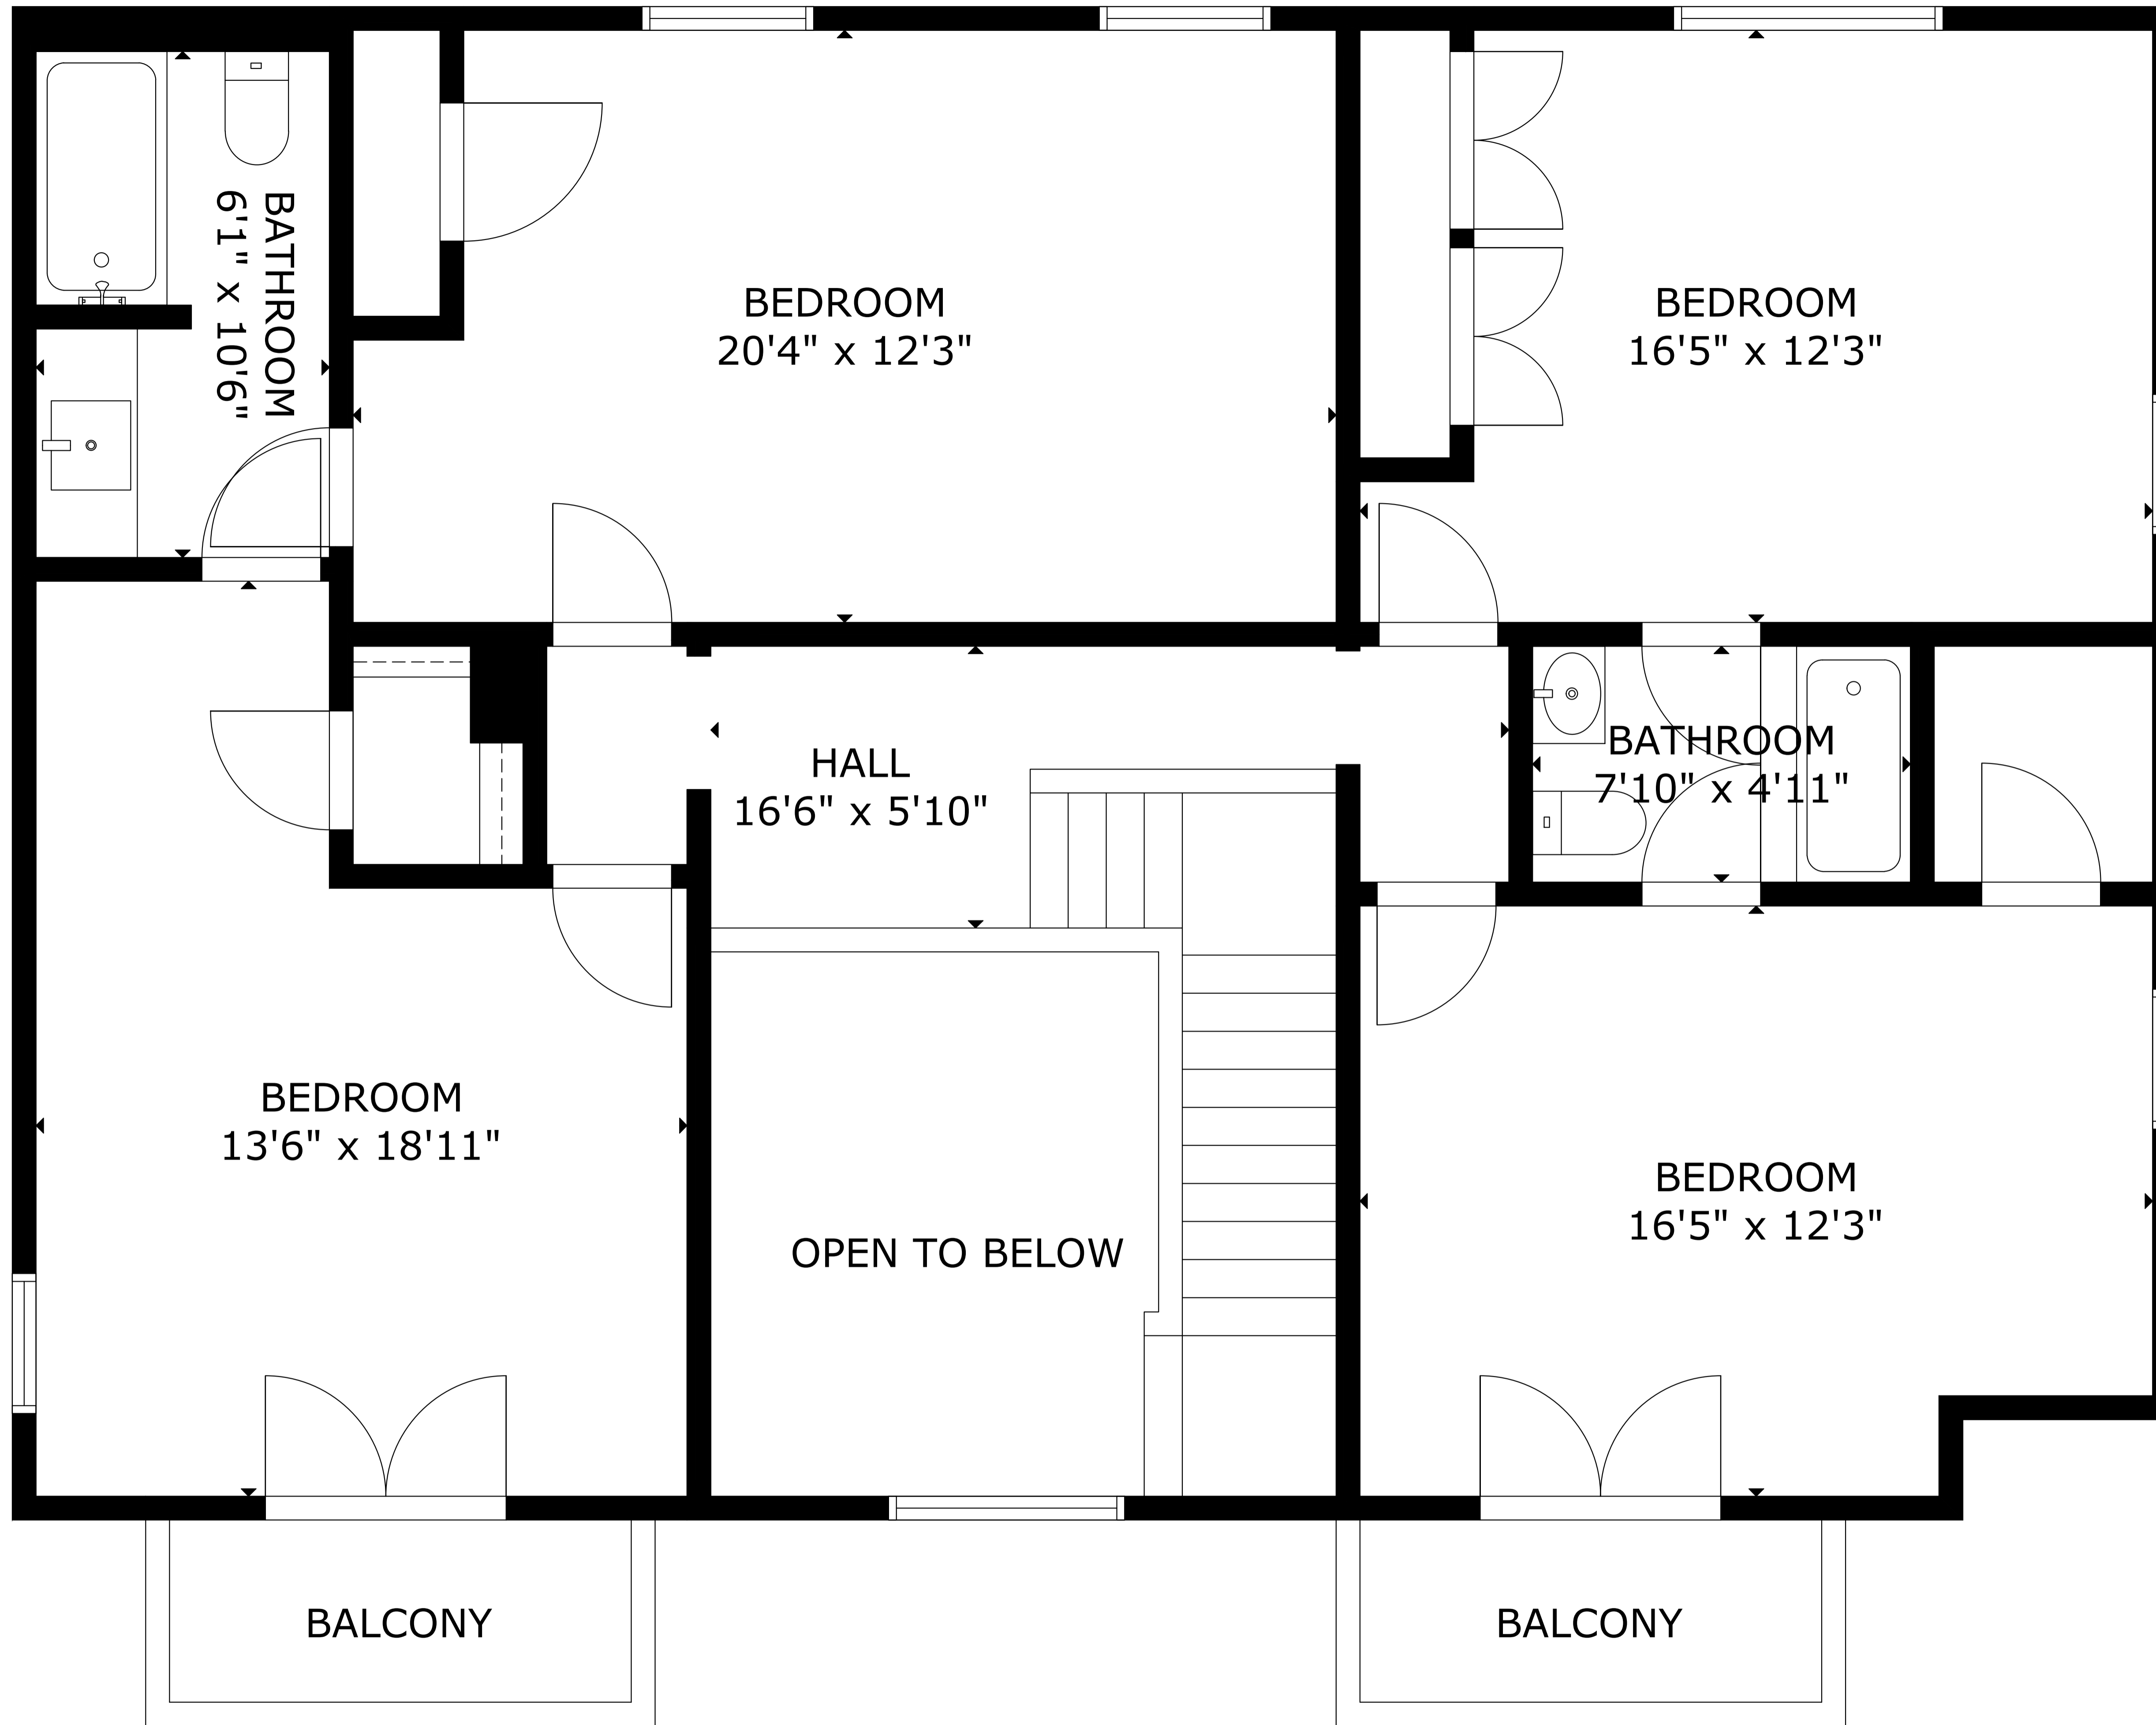 BATHROOM
6'1" x 10'6"
BEDROOM
20'4" x 12'3"
BEDROOM
16'5" x 12'3"
HALL
16'6" x 5'10"
BATHROOM
7'10" x 4'11"
BEDROOM
13'6" x 18'11"
BEDROOM
16'5" x 12'3"
OPEN TO BELOW
BALCONY
BALCONY